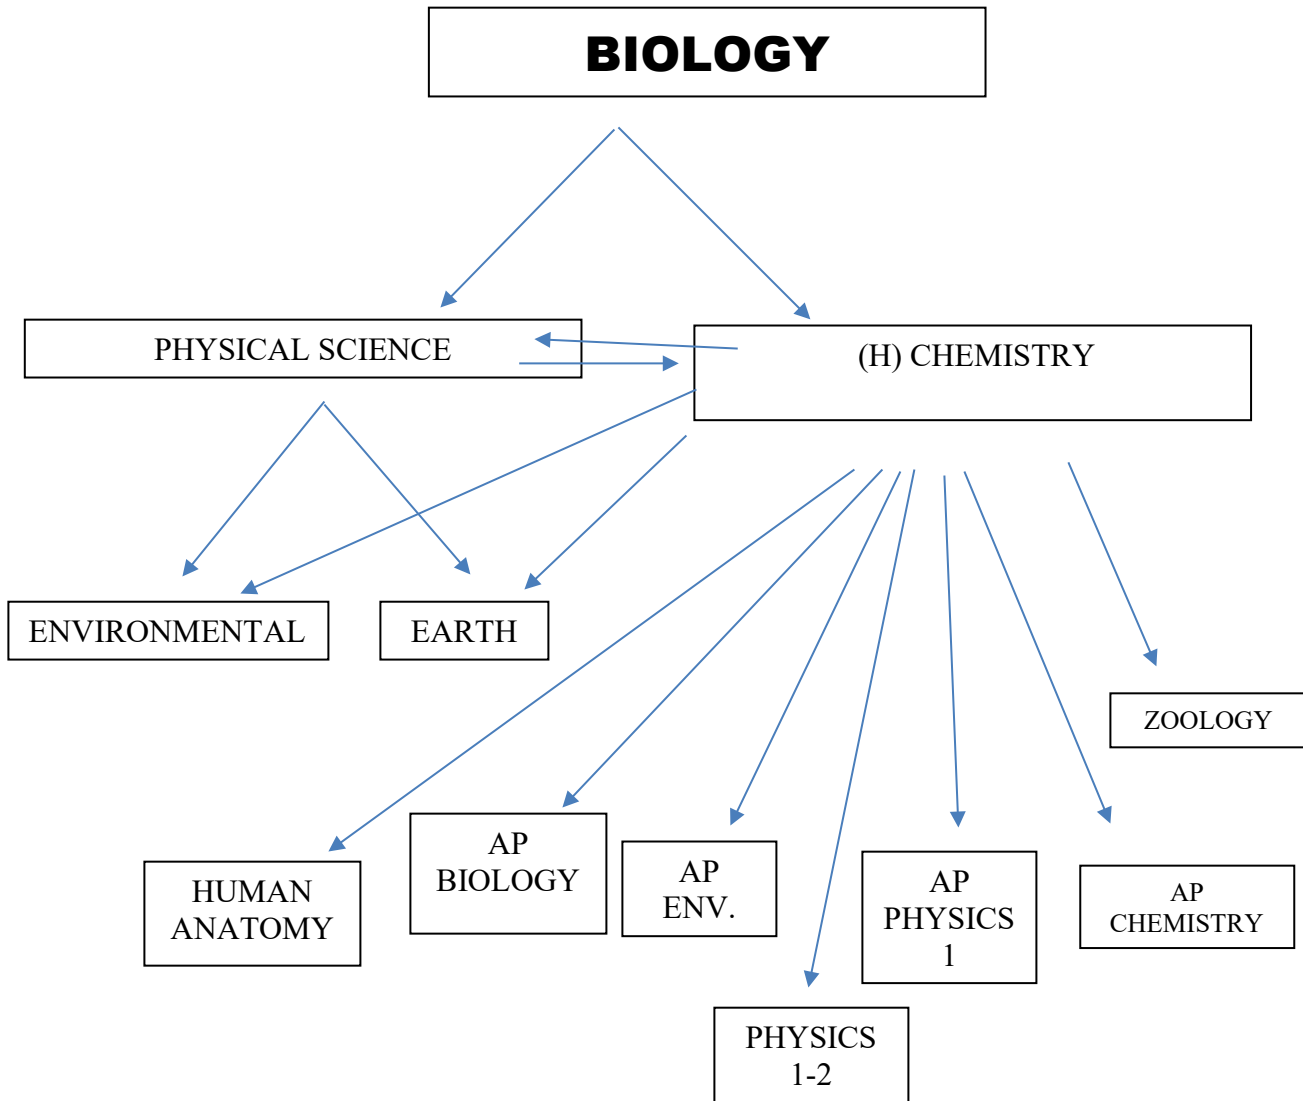 BIOLOGY
PHYSICAL SCIENCE
(H) CHEMISTRY
ENVIRONMENTAL
EARTH
ZOOLOGY
HUMAN
ANATOMY
AP
BIOLOGY
AP
ENV.
PHYSICS
1-2
AP
PHYSICS
1
AP
CHEMISTRY